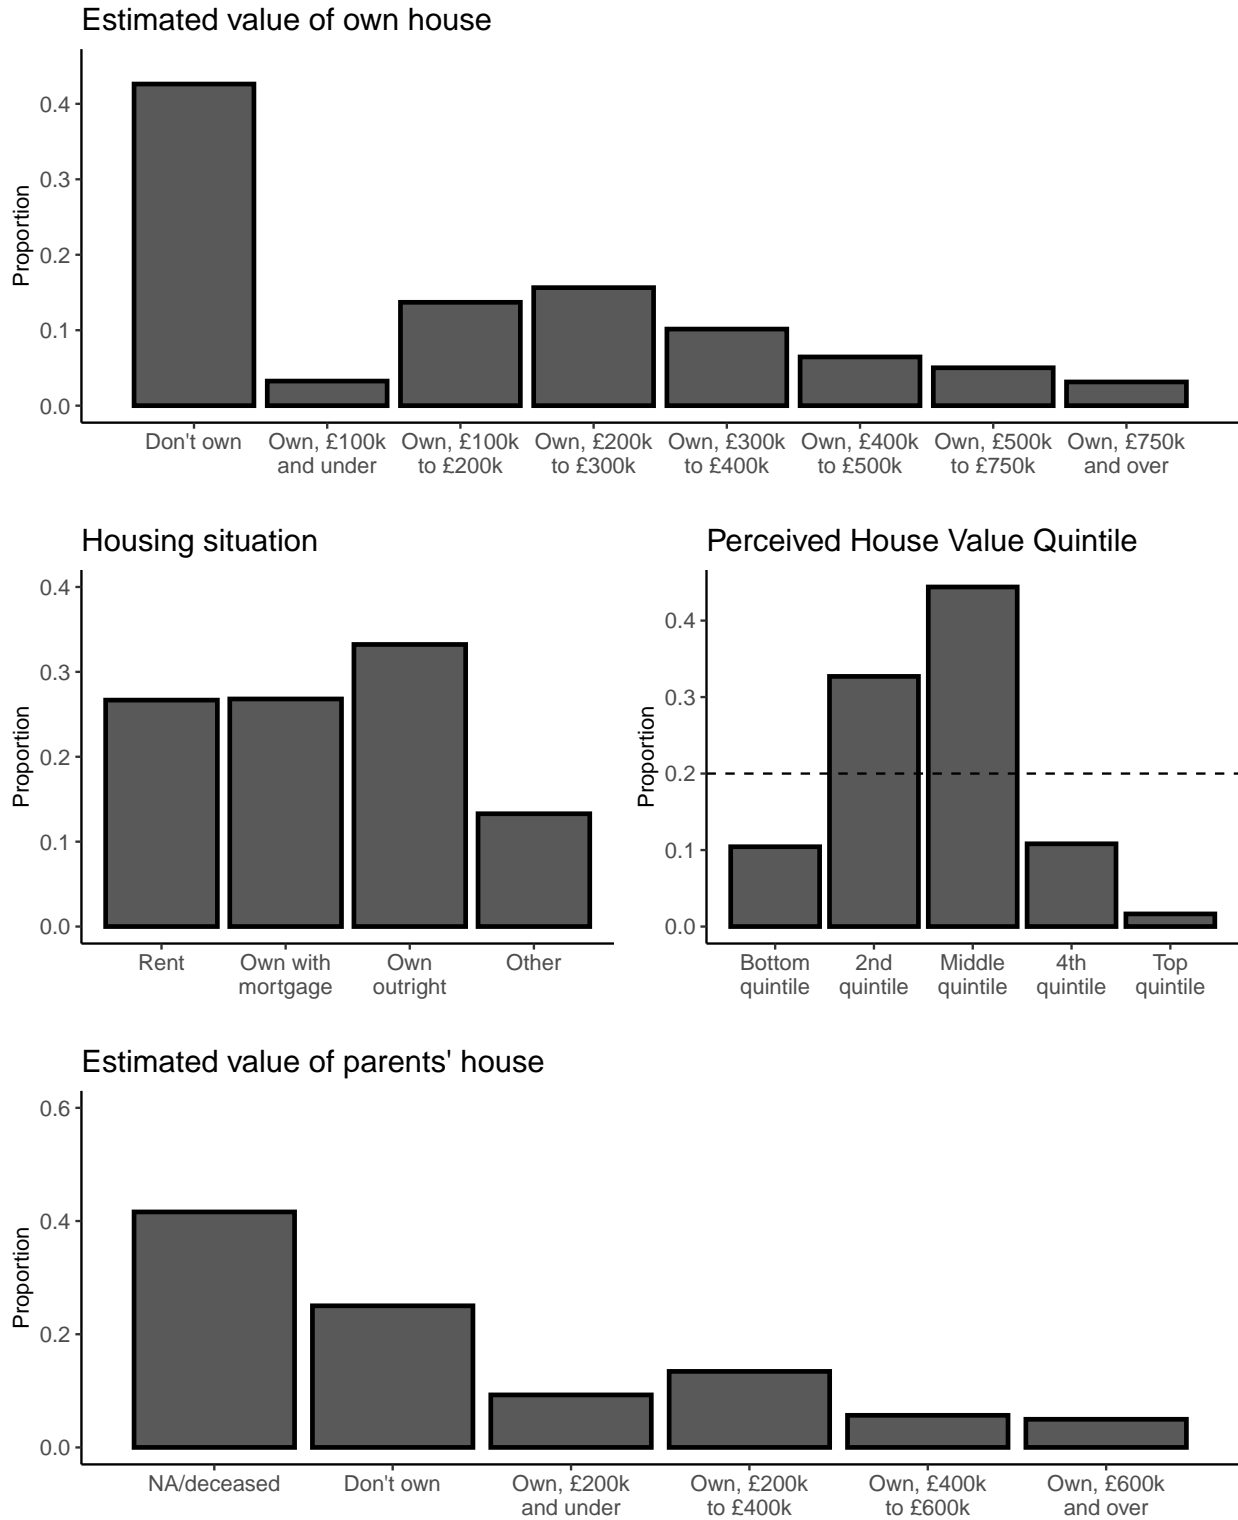 Estimated value of own house
Proportion
0.4
0.3
0.2
0.1
0.0
Don't own
Own, £100k
and under
Own, £100k
to £200k
Own, £200k
to £300k
Own, £300k
to £400k
Own, £400k
to £500k
Own, £500k
to £750k
Own, £750k
and over
Housing situation
Proportion
0.4
0.3
0.2
0.1
0.0
Rent
Own with
mortgage
Own
outright
Other
Perceived House Value Quintile
Proportion
0.4
0.3
0.2
0.1
0.0
Bottom
quintile
2nd
quintile
Middle
quintile
4th
quintile
Top
quintile
Estimated value of parents' house
Proportion
0.6
0.4
0.2
0.0
NA/deceased
Don't own
Own, £200k
and under
Own, £200k
to £400k
Own, £400k
to £600k
Own, £600k
and over